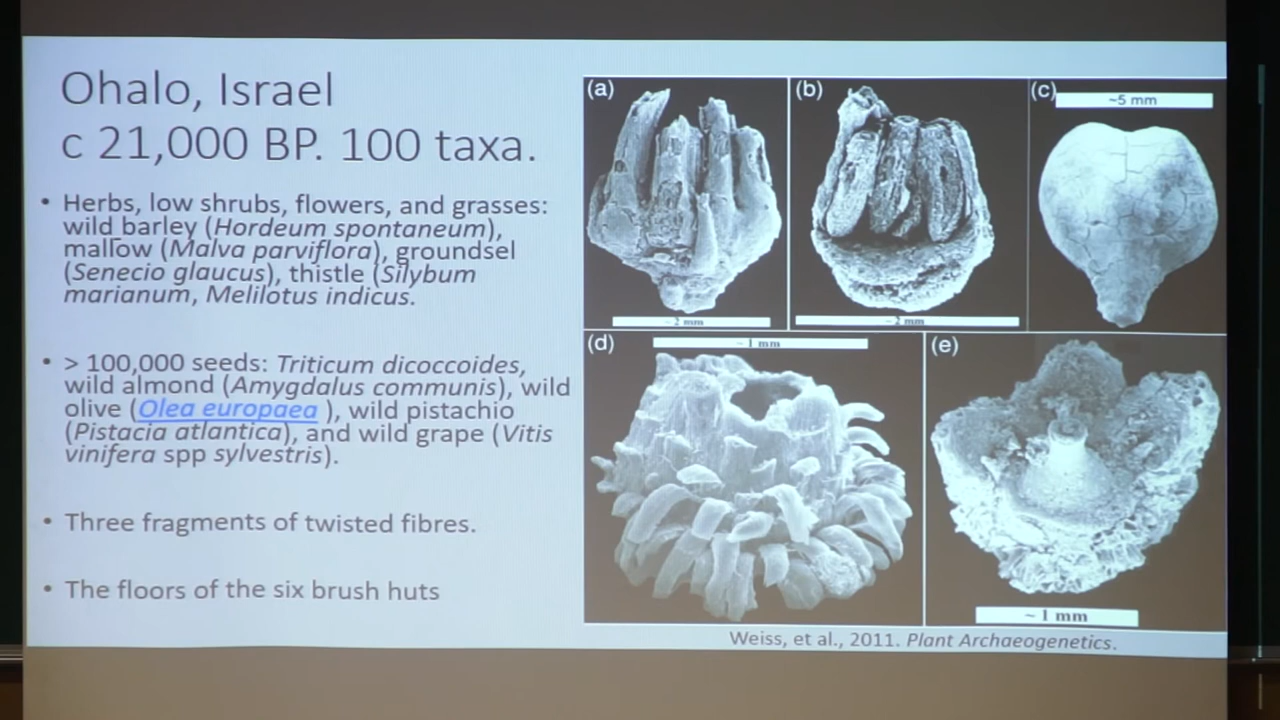 Ohalo, Israel
c 21,000 BP. 100 taxa.
• Herbs, low shrubs, flowers, and grasses:
wild barley (Hordeum spontaneum),
mallow (Malva parviflora), groundsel
(Senecio glaucus), thistle (Silybum
marianum, Melilotus indicus.
• > 100,000 seeds: Triticum dicoccoides,
wild almond (Amygdalus communis), wild
olive (Olea europaea ), wild pistachio
(Pistacia atlantica), and wild grape (Vitis
vinifera spp sylvestris).
• Three fragments of twisted fibres.
• The floors of the six brush huts
(a)
~ 2 mm
(b)
~ 2 mm
(c)
~5 mm
(d)
~ 1 mm
(e)
~ 1 mm
Weiss, et al., 2011. Plant Archaeogenetics.